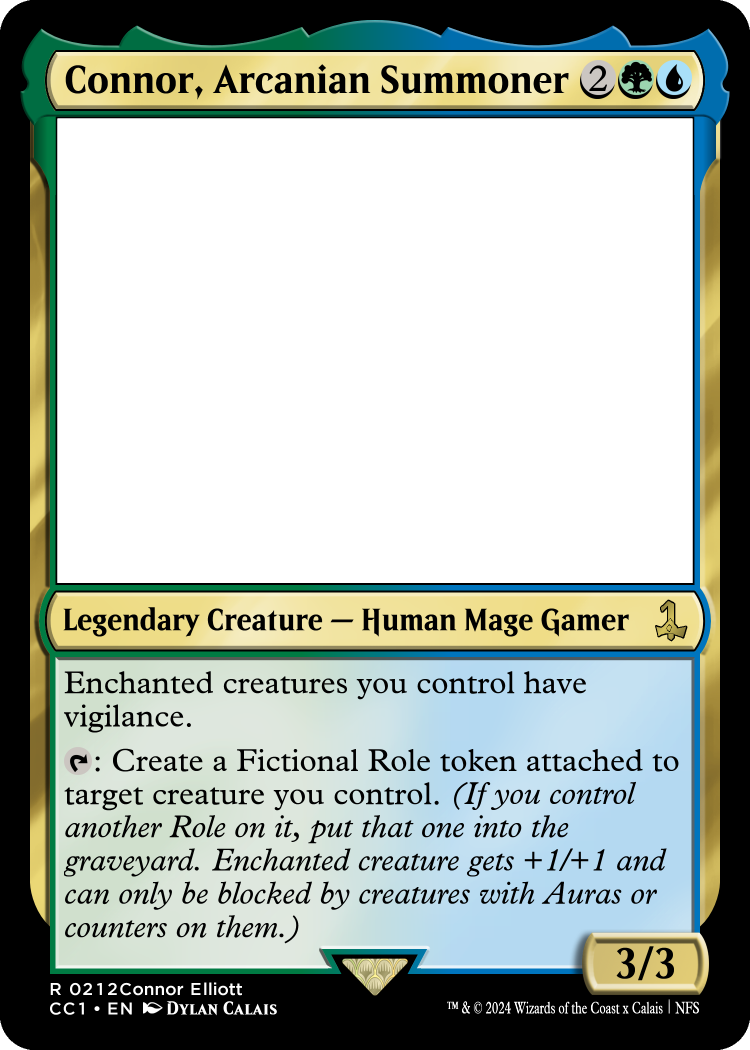 Connor, Arcanian Summoner 2
Legendary Creature — Human Mage Gamer
Enchanted creatures you control have
vigilance.
: Create a Fictional Role token attached to
target creature you control. (If you control
another Role on it, put that one into the
graveyard. Enchanted creature gets +1/+1 and
can only be blocked by creatures with Auras or
counters on them.)
3/3
R 0212Connor Elliott
CC1 • EN Dylan Calais
™ & © 2024 Wizards of the Coast x Calais | NFS